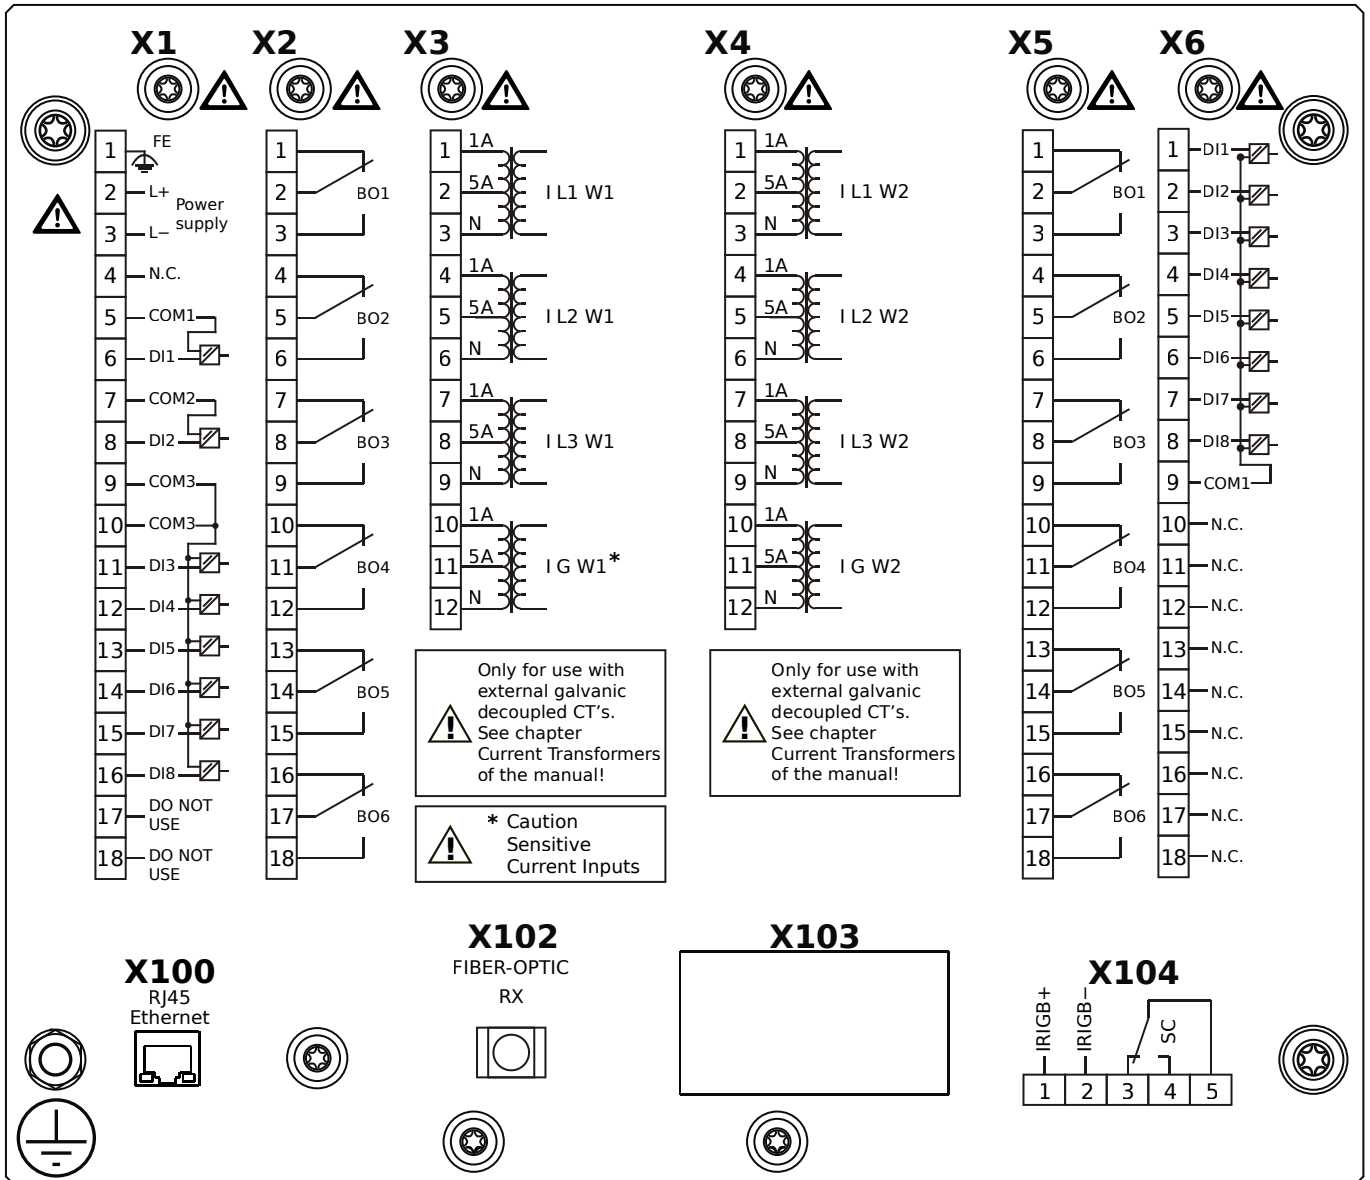 X1
X2
X3
X4
X5
X6
1 FE
2 L+
Power
supply
3 L−
4 N.C.
5 COM1
6 DI1
7 COM2
8 DI2
9 COM3
10 COM3
11 DI3
12 DI4
13 DI5
14 DI6
15 DI7
16 DI8
17 DO NOT
USE
18 DO NOT
USE
1
2 BO1
3
4
5 BO2
6
7
8 BO3
9
10
11 BO4
12
13
14 BO5
15
16
17 BO6
18
1 1A
2 5A I L1 W1
3 N
4 1A
5 5A I L2 W1
6 N
7 1A
8 5A I L3 W1
9 N
10 1A
11 5A I G W1*
12 N
Only for use with
external galvanic
decoupled CT's.
See chapter
Current Transformers
of the manual!
* Caution
Sensitive
Current Inputs
1 1A
2 5A I L1 W2
3 N
4 1A
5 5A I L2 W2
6 N
7 1A
8 5A I L3 W2
9 N
10 1A
11 5A I G W2
12 N
Only for use with
external galvanic
decoupled CT's.
See chapter
Current Transformers
of the manual!
1
2 BO1
3
4
5 BO2
6
7
8 BO3
9
10
11 BO4
12
13
14 BO5
15
16
17 BO6
18
1 DI1
2 DI2
3 DI3
4 DI4
5 DI5
6 DI6
7 DI7
8 DI8
9 COM1
10 N.C.
11 N.C.
12 N.C.
13 N.C.
14 N.C.
15 N.C.
16 N.C.
17 N.C.
18 N.C.
X100
RJ45
Ethernet
X102
FIBER-OPTIC
RX
X103
X104
IRIGB+
IRIGB−
SC
1 2 3 4 5